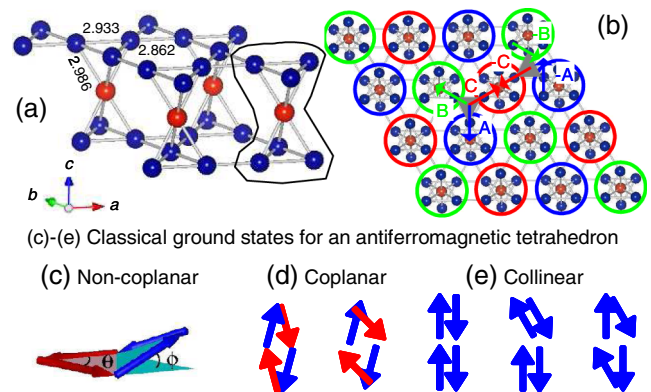 2.933
2.862
2.986
(a)
c
b
a
(b)
-B
-A
-C
C
B
A
(c)-(e) Classical ground states for an antiferromagnetic tetrahedron
(c) Non-coplanar
(d) Coplanar
(e) Collinear
θ
ϕ